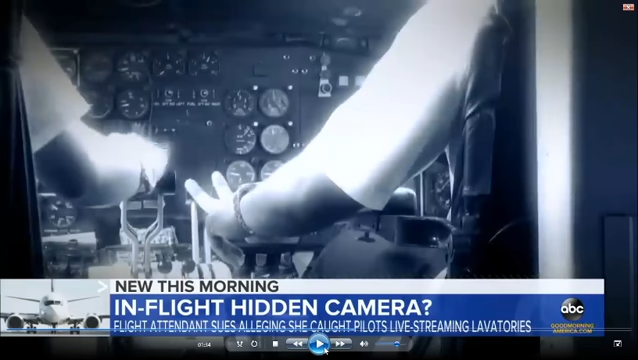 NEW THIS MORNING
IN-FLIGHT HIDDEN CAMERA?
FLIGHT ATTENDANT SUES ALLEGING SHE CAUGHT PILOTS LIVE-STREAMING LAVATORIES
abc
GOODMORNING
AMERICA.COM
07:14